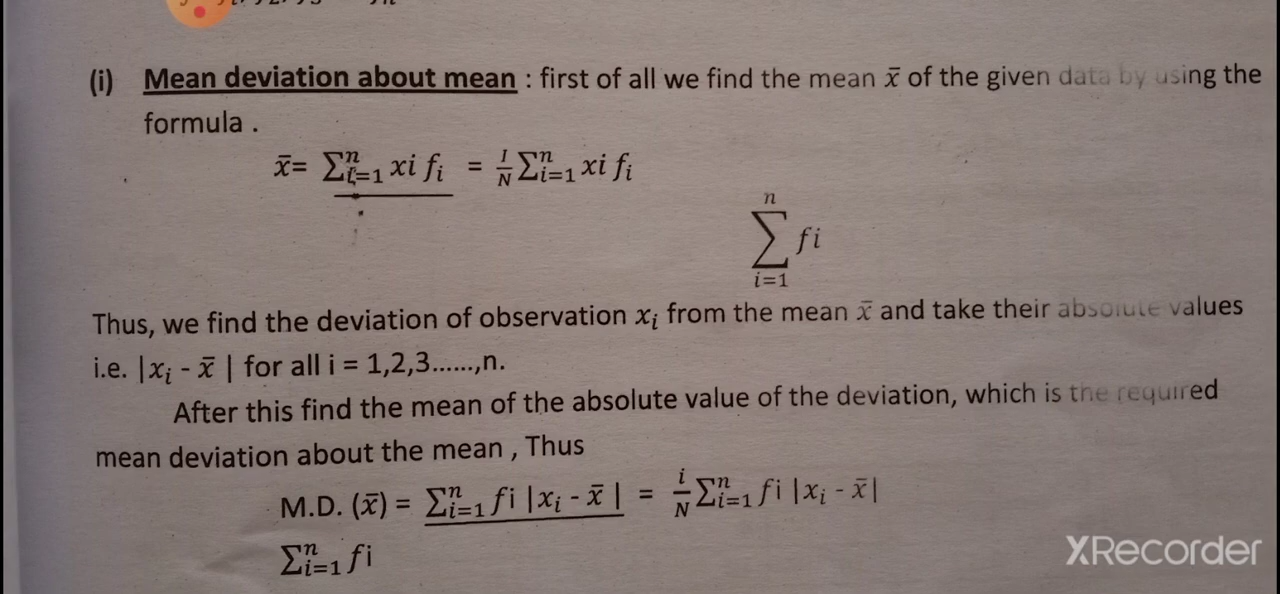 (i) Mean deviation about mean : first of all we find the mean x̄ of the given data by using the
formula .
x̄= ∑ⁿᵢ₌₁ xi fᵢ = I/N ∑ⁿᵢ₌₁ xi fᵢ
n
∑ fi
i=1
Thus, we find the deviation of observation xᵢ from the mean x̄ and take their absolute values
i.e. |xᵢ - x̄ | for all i = 1,2,3......,n.
After this find the mean of the absolute value of the deviation, which is the required
mean deviation about the mean , Thus
M.D. (x̄) = ∑ⁿᵢ₌₁ fi |xᵢ - x̄ | = i/N ∑ⁿᵢ₌₁ fi |xᵢ - x̄|
∑ⁿᵢ₌₁ fi
XRecorder